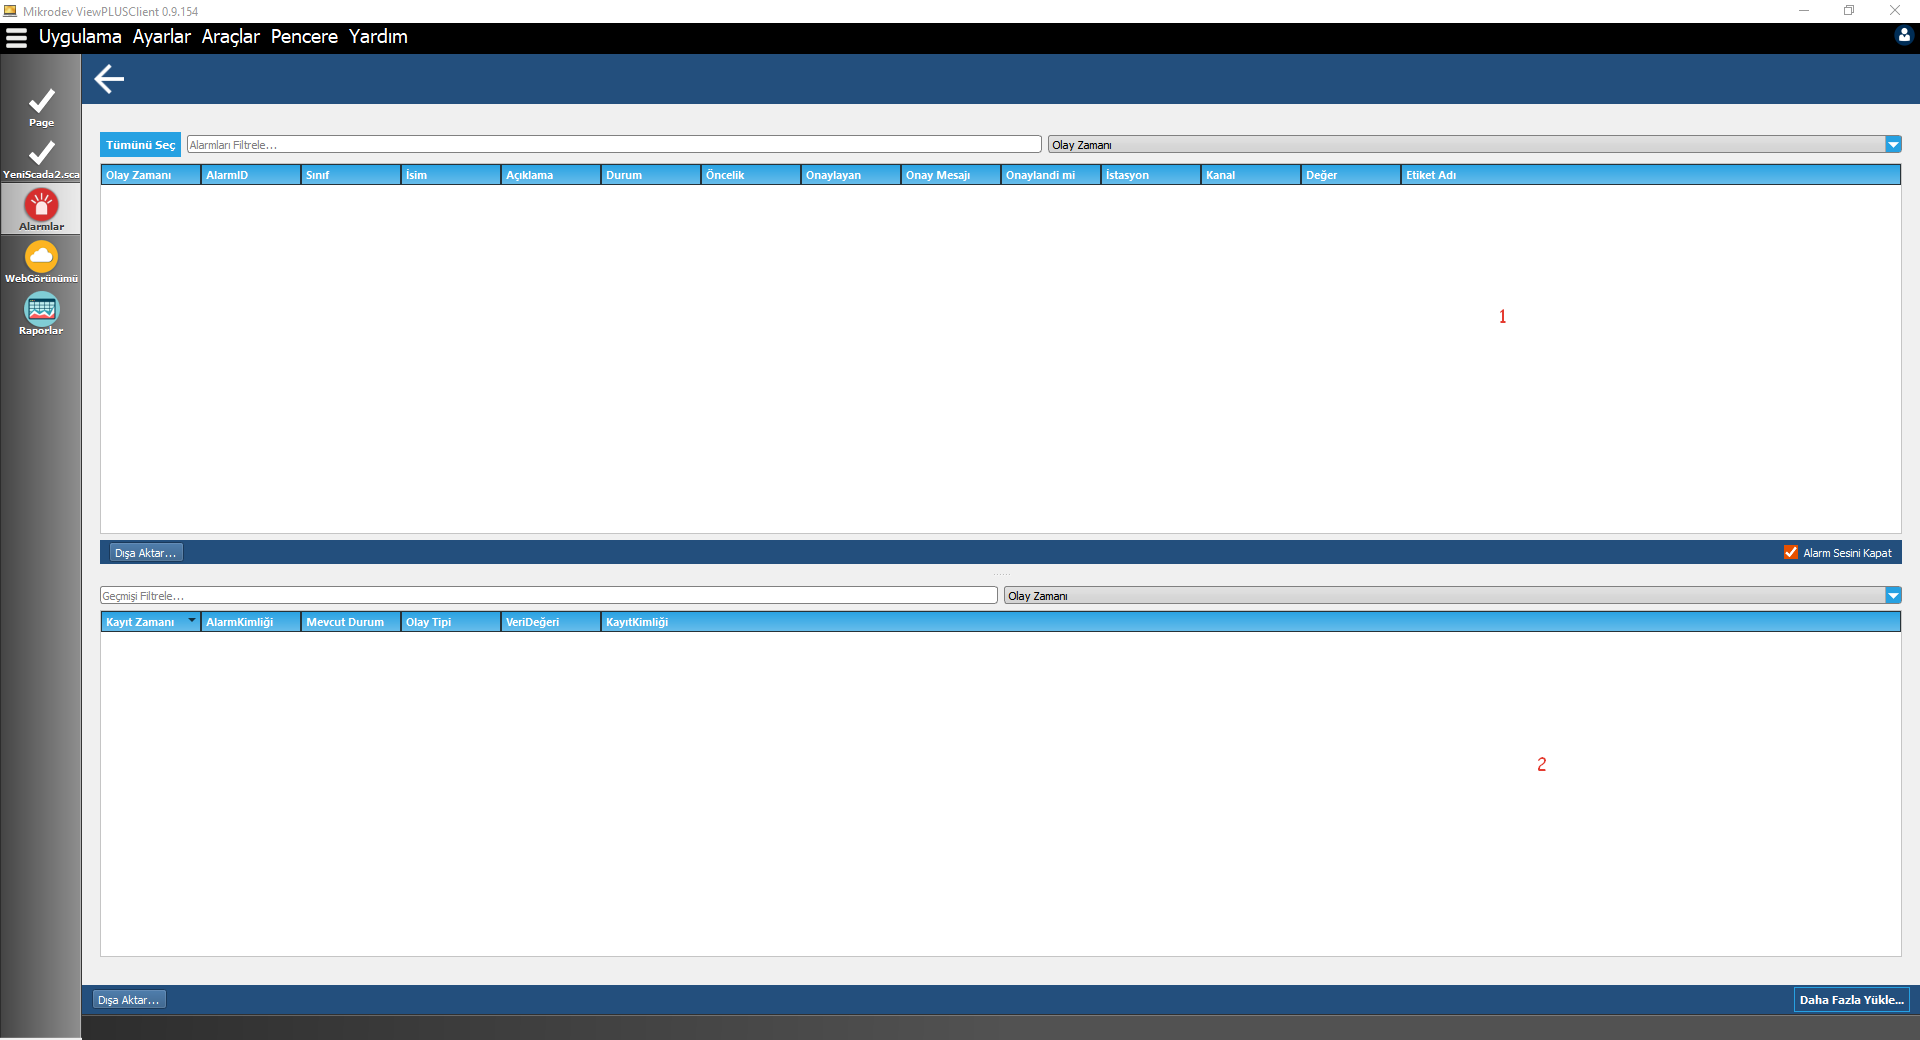 Mikrodev ViewPLUSClient 0.9.154
Uygulama Ayarlar Araçlar Pencere Yardım
Page
YeniScada2.sca
Alarmlar
WebGörünümü
Raporlar
Tümünü Seç Alarmları Filtrele... Olay Zamanı
Olay Zamanı AlarmID Sınıf İsim Açıklama Durum Öncelik Onaylayan Onay Mesajı Onaylandi mi İstasyon Kanal Değer Etiket Adı
1
Dışa Aktar... Alarm Sesini Kapat
Geçmişi Filtrele... Olay Zamanı
Kayıt Zamanı AlarmKimliği Mevcut Durum Olay Tipi VeriDeğeri KayıtKimliği
2
Dışa Aktar... Daha Fazla Yükle...